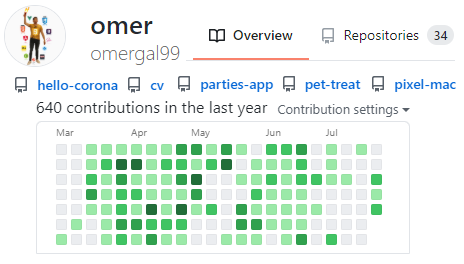 omer
omergal99
Overview
Repositories 34
hello-corona cv parties-app pet-treat pixel-mac
640 contributions in the last year Contribution settings
Mar Apr May Jun Jul